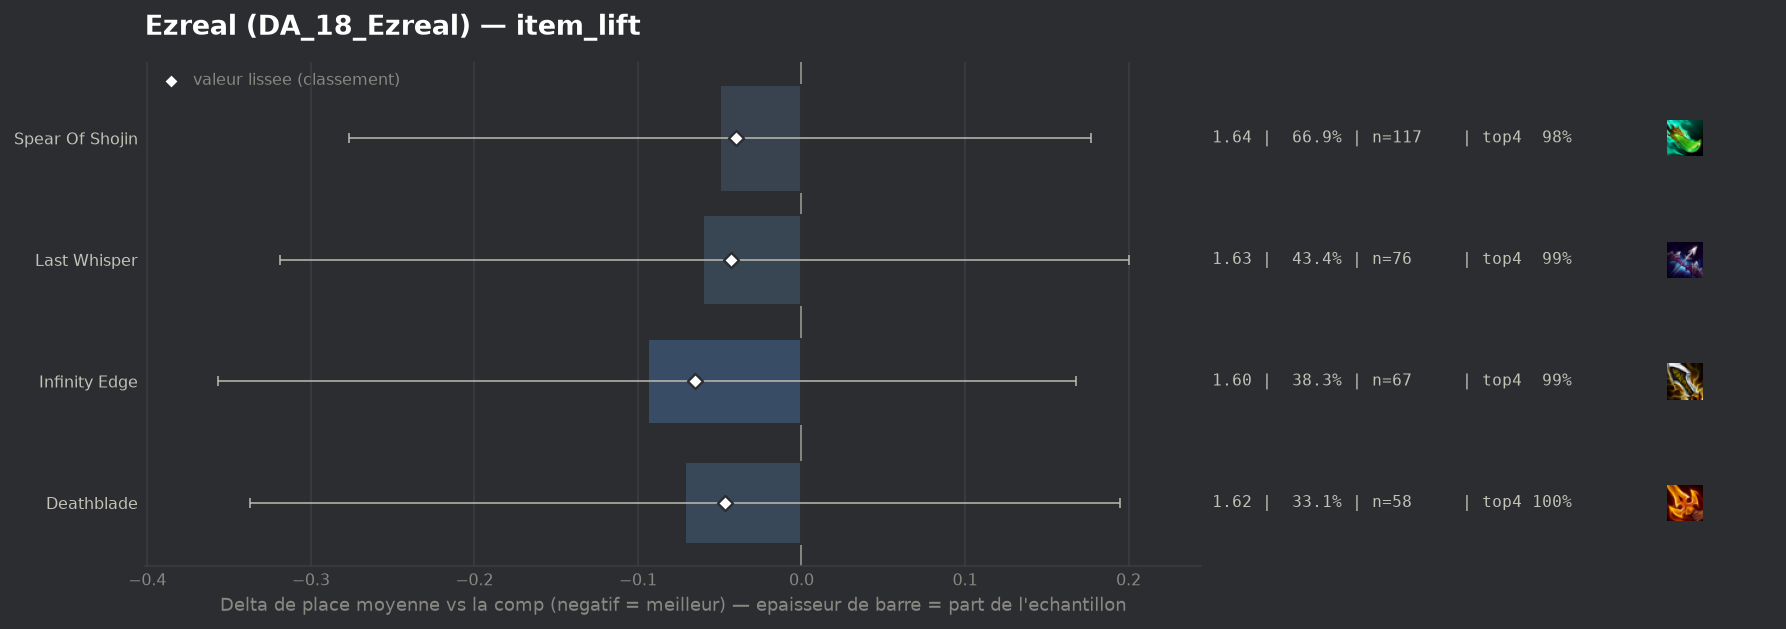 Ezreal (DA_18_Ezreal) — item_lift
valeur lissee (classement)
Spear Of Shojin
1.64 | 66.9% | n=117 | top4 98%
Last Whisper
1.63 | 43.4% | n=76 | top4 99%
Infinity Edge
1.60 | 38.3% | n=67 | top4 99%
Deathblade
1.62 | 33.1% | n=58 | top4 100%
−0.4 −0.3 −0.2 −0.1 0.0 0.1 0.2
Delta de place moyenne vs la comp (negatif = meilleur) — epaisseur de barre = part de l'echantillon